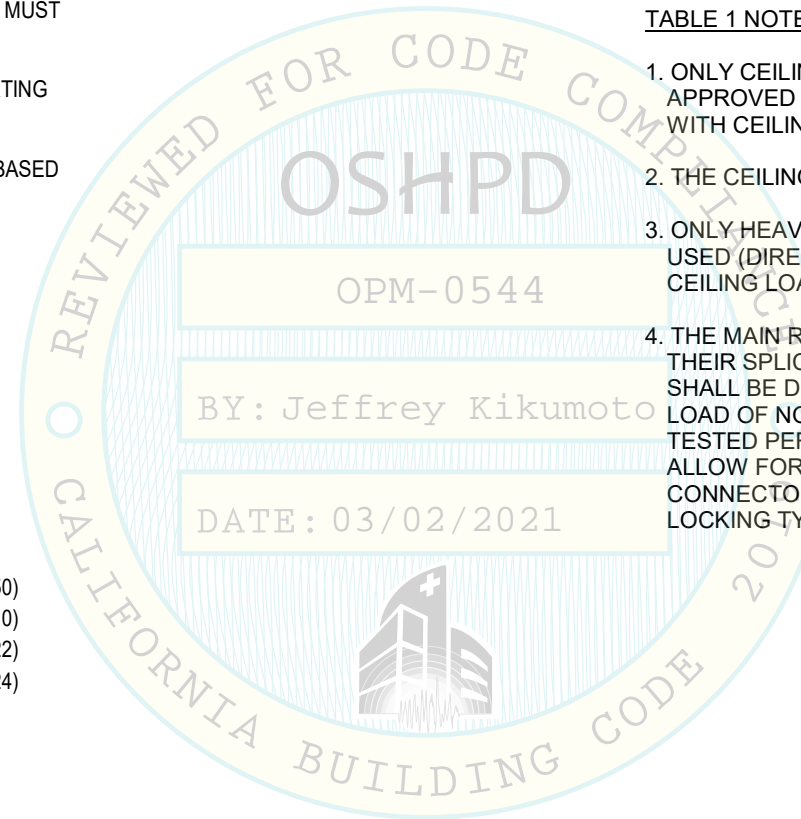 MUST
TING
BASED
0)
0)
22)
24)
REVIEWED FOR CODE COMPLIANCE
OSHPD
OPM-0544
BY: Jeffrey Kikumoto
DATE: 03/02/2021
CALIFORNIA BUILDING CODE 2019
TABLE 1 NOTE
1. ONLY CEILIN
APPROVED
WITH CEILIN
2. THE CEILING
3. ONLY HEAV
USED (DIRE
CEILING LOA
4. THE MAIN R
THEIR SPLIC
SHALL BE D
LOAD OF NO
TESTED PER
ALLOW FOR
CONNECTO
LOCKING TY